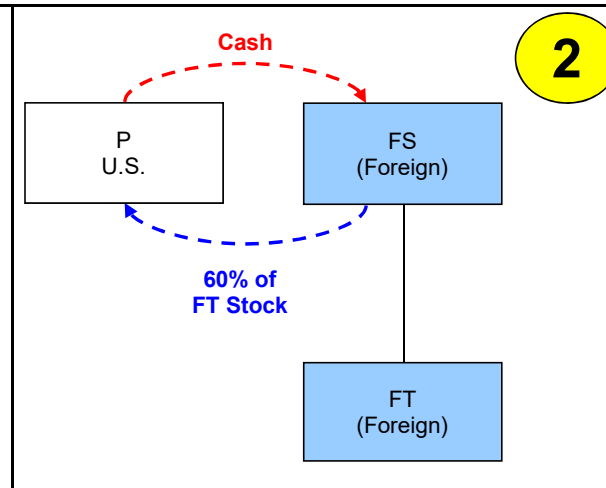 Cash
2
P
U.S.
FS
(Foreign)
60% of
FT Stock
FT
(Foreign)